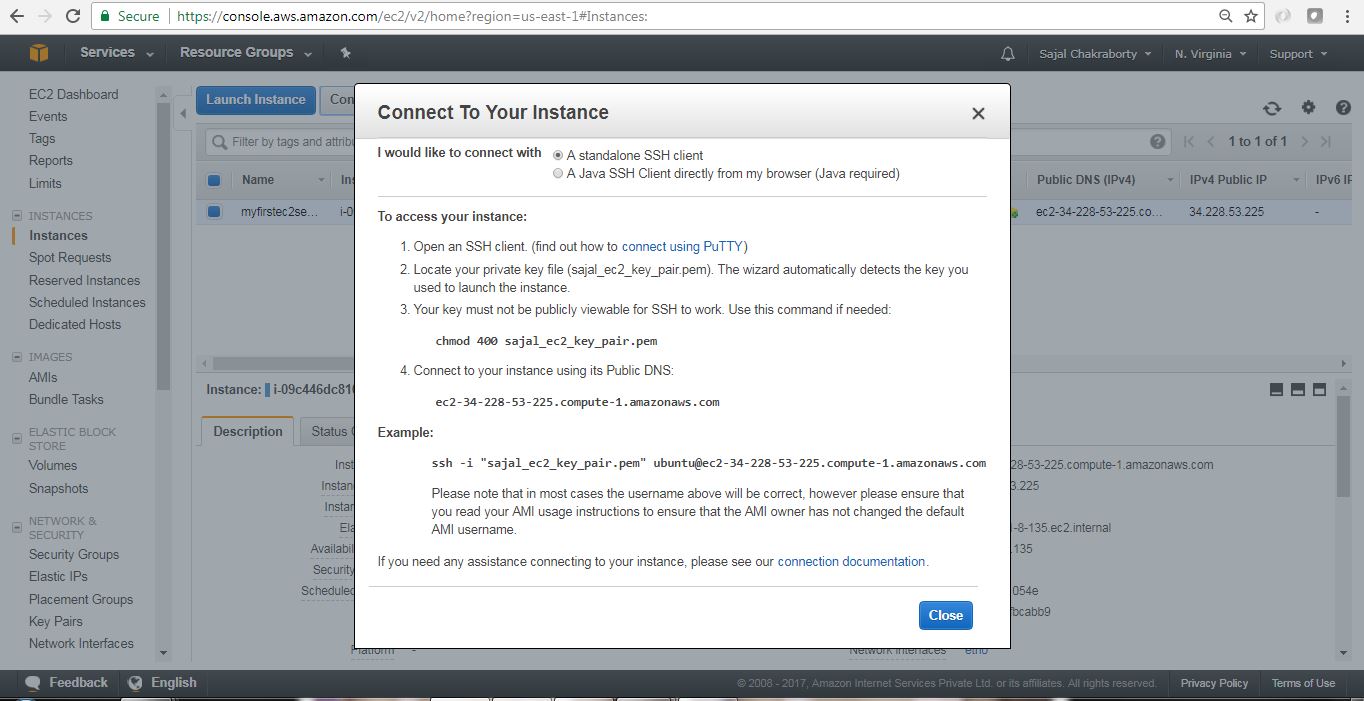 Secure https://console.aws.amazon.com/ec2/v2/home?region=us-east-1#Instances:
Services Resource Groups Sajal Chakraborty N. Virginia Support
EC2 Dashboard
Events
Tags
Reports
Limits
INSTANCES
Instances
Spot Requests
Reserved Instances
Scheduled Instances
Dedicated Hosts
IMAGES
AMIs
Bundle Tasks
ELASTIC BLOCK
STORE
Volumes
Snapshots
NETWORK &
SECURITY
Security Groups
Elastic IPs
Placement Groups
Key Pairs
Network Interfaces
Launch Instance Con
Filter by tags and attribu 1 to 1 of 1
Name Ins Public DNS (IPv4) IPv4 Public IP IPv6 IP
myfirstec2se... i-0 ec2-34-228-53-225.co... 34.228.53.225 -
Connect To Your Instance
I would like to connect with A standalone SSH client
A Java SSH Client directly from my browser (Java required)
To access your instance:
1. Open an SSH client. (find out how to connect using PuTTY)
2. Locate your private key file (sajal_ec2_key_pair.pem). The wizard automatically detects the key you
used to launch the instance.
3. Your key must not be publicly viewable for SSH to work. Use this command if needed:
chmod 400 sajal_ec2_key_pair.pem
4. Connect to your instance using its Public DNS:
ec2-34-228-53-225.compute-1.amazonaws.com
Example:
ssh -i "sajal_ec2_key_pair.pem" ubuntu@ec2-34-228-53-225.compute-1.amazonaws.com
Please note that in most cases the username above will be correct, however please ensure that
you read your AMI usage instructions to ensure that the AMI owner has not changed the default
AMI username.
If you need any assistance connecting to your instance, please see our connection documentation.
Close
Instance: i-09c446dc81
Description Status
Inst 28-53-225.compute-1.amazonaws.com
Instan 3.225
Instar
Ela -8-135.ec2.internal
Availabil .135
Security
Scheduled 054e
fbcabb9
Platform - Network interfaces eth0
Feedback English © 2008 - 2017, Amazon Internet Services Private Ltd. or its affiliates. All rights reserved. Privacy Policy Terms of Use